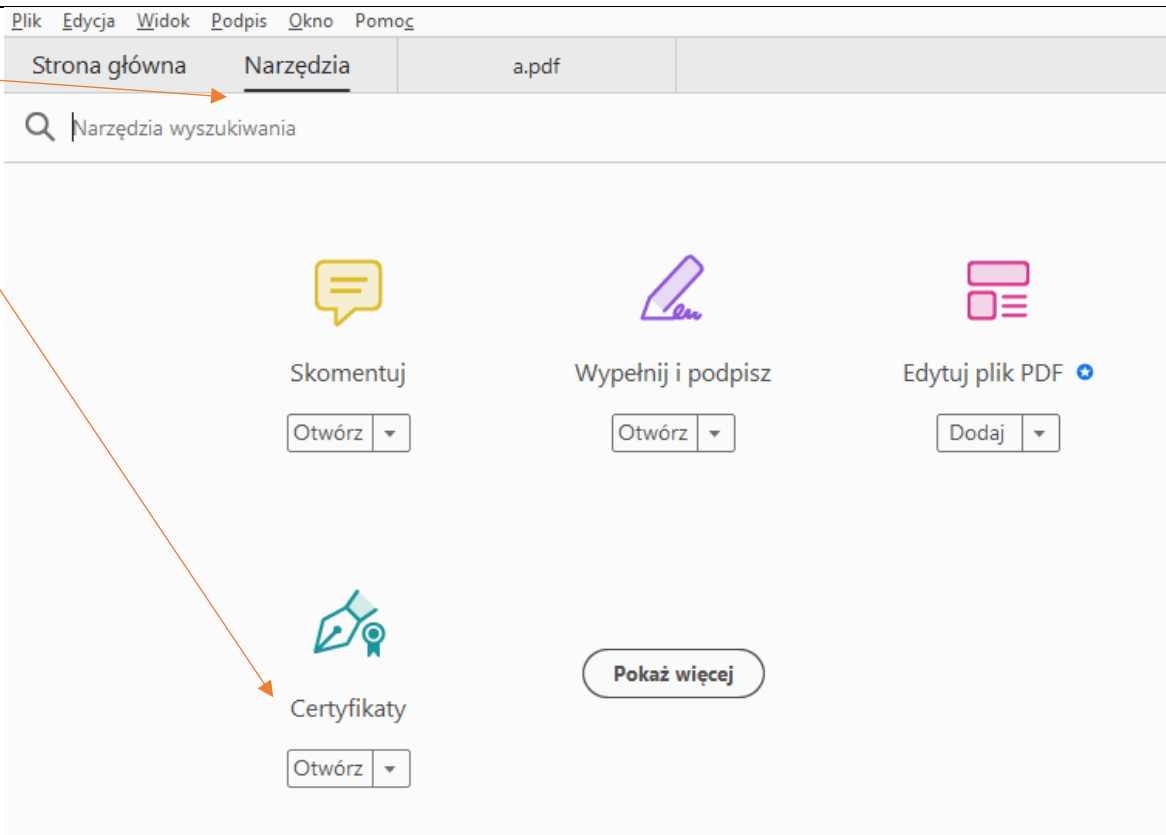 Plik Edycja Widok Podpis Okno Pomoc
Strona główna Narzędzia a.pdf
Narzędzia wyszukiwania
Skomentuj Wypełnij i podpisz Edytuj plik PDF
Otwórz Otwórz Dodaj
Pokaż więcej
Certyfikaty
Otwórz